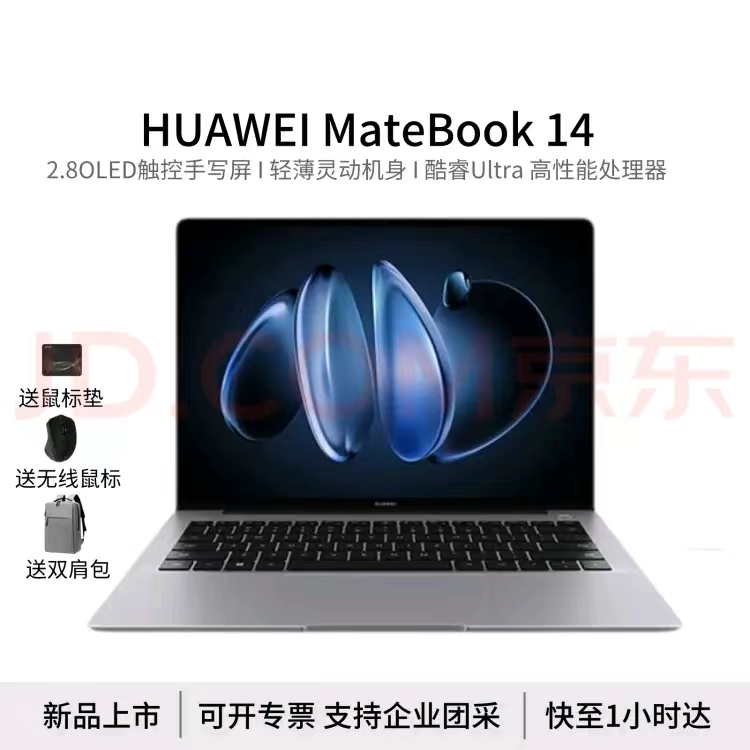 HUAWEI MateBook 14
2.8OLED触控手写屏 I 轻薄灵动机身 I 酷睿Ultra 高性能处理器
JD.COM京东
送鼠标垫
送无线鼠标
送双肩包
HUAWEI
新品上市 可开专票 支持企业团采 快至1小时达